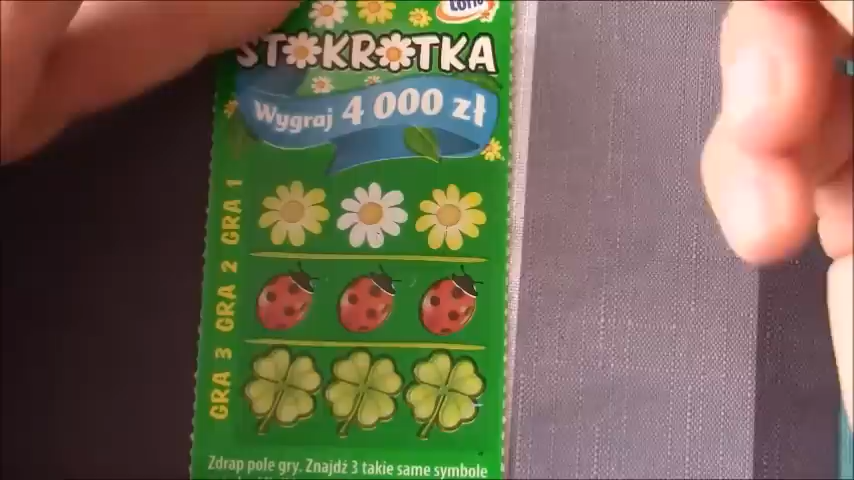 Lotto
STOKROTKA
Wygraj 4 000 zł
GRA 1
GRA 2
GRA 3
Zdrap pole gry. Znajdź 3 takie same symbole